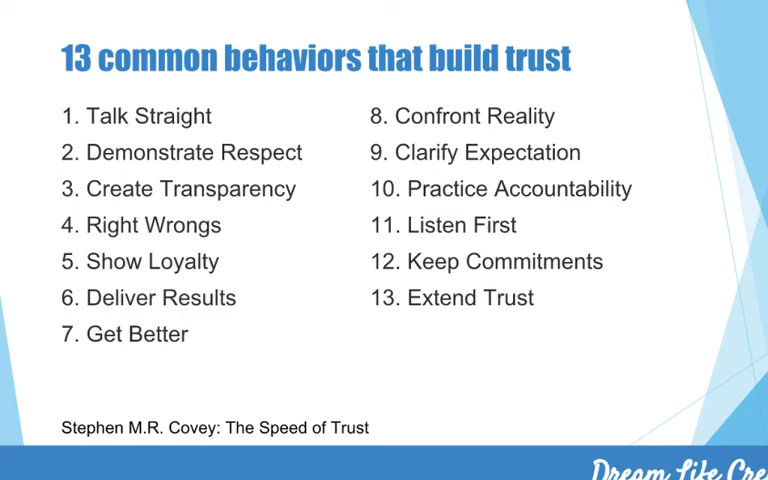 13 common behaviors that build trust
1. Talk Straight
2. Demonstrate Respect
3. Create Transparency
4. Right Wrongs
5. Show Loyalty
6. Deliver Results
7. Get Better
8. Confront Reality
9. Clarify Expectation
10. Practice Accountability
11. Listen First
12. Keep Commitments
13. Extend Trust
Stephen M.R. Covey: The Speed of Trust
Dream Life